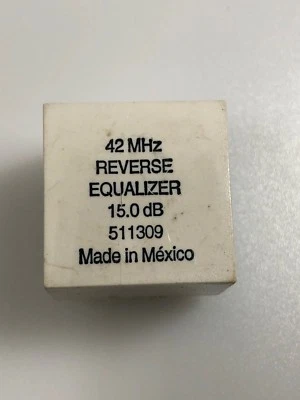 42 MHz
REVERSE
EQUALIZER
15.0 dB
511309
Made in México